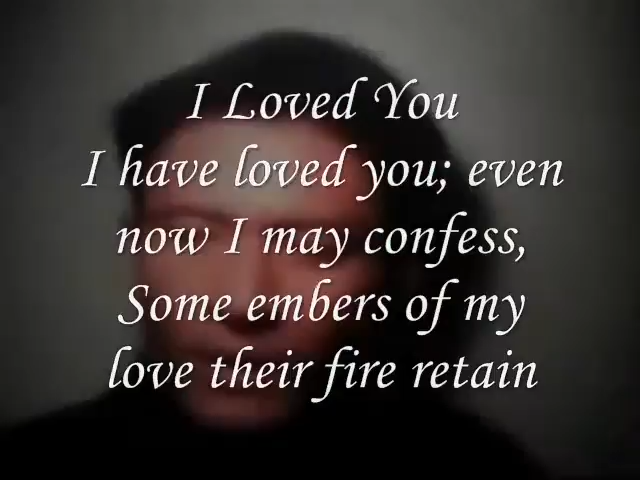 I Loved You
I have loved you; even
now I may confess,
Some embers of my
love their fire retain